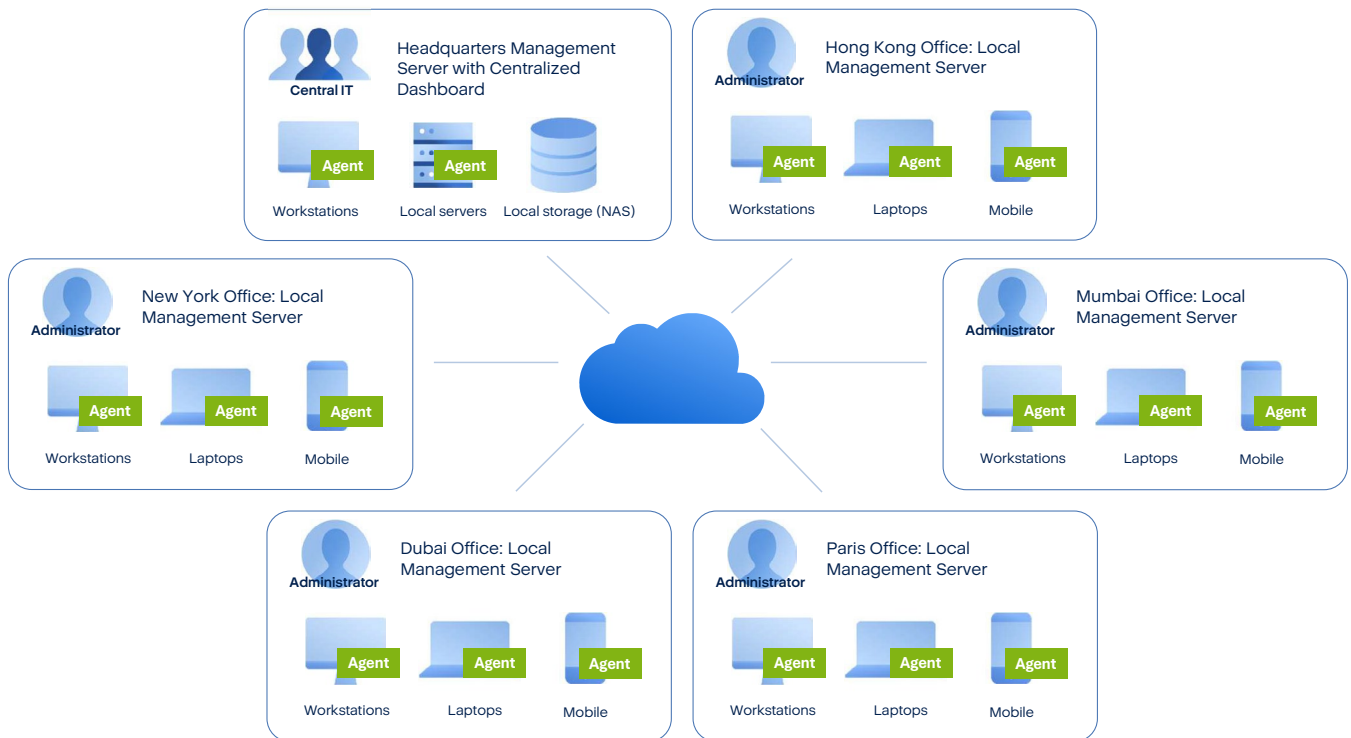 Headquarters Management
Server with Centralized
Dashboard
Central IT
Agent
Agent
Workstations
Local servers
Local storage (NAS)
Hong Kong Office: Local
Management Server
Administrator
Agent
Agent
Agent
Workstations
Laptops
Mobile
New York Office: Local
Management Server
Administrator
Agent
Agent
Agent
Workstations
Laptops
Mobile
Mumbai Office: Local
Management Server
Administrator
Agent
Agent
Agent
Workstations
Laptops
Mobile
Dubai Office: Local
Management Server
Administrator
Agent
Agent
Agent
Workstations
Laptops
Mobile
Paris Office: Local
Management Server
Administrator
Agent
Agent
Agent
Workstations
Laptops
Mobile